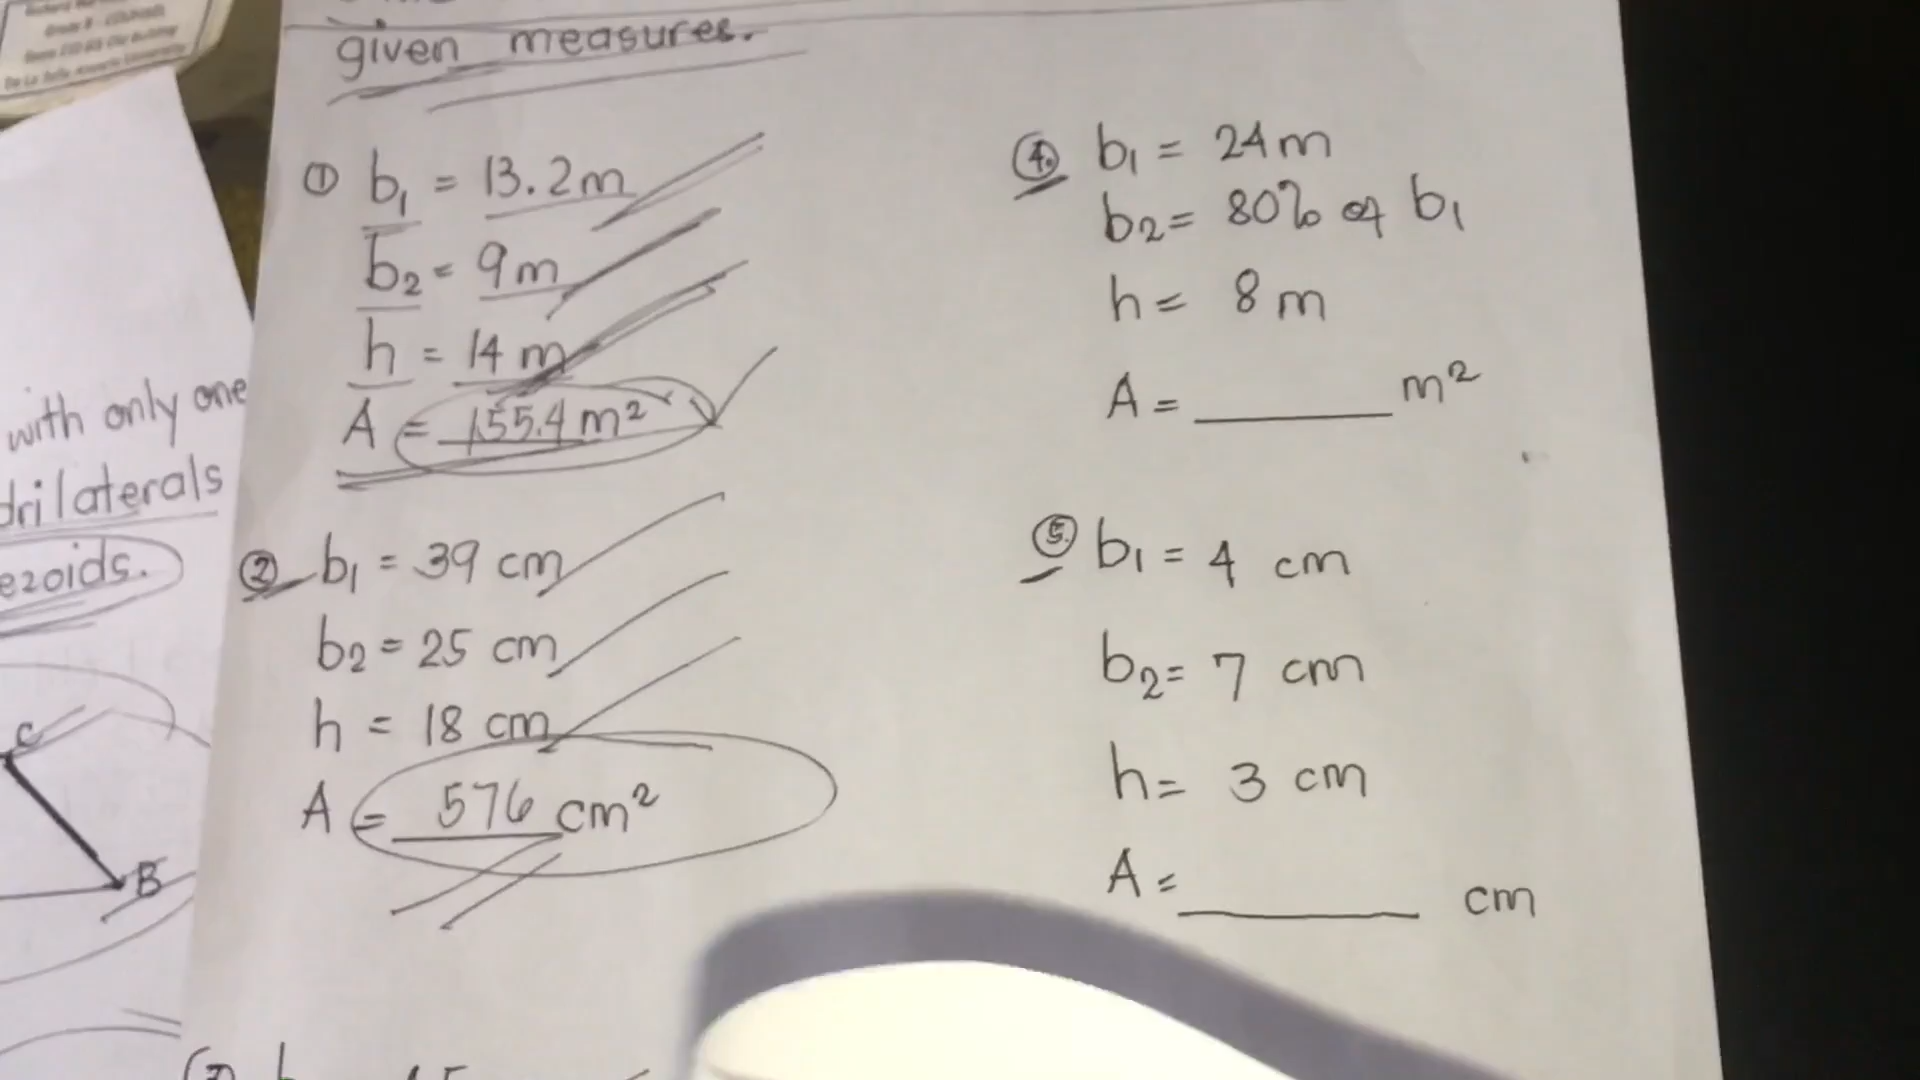 given measures.
① b₁ = 13.2m
b₂ = 9m
h = 14 m
A = 155.4 m²
② b₁ = 39 cm
b₂ = 25 cm
h = 18 cm
A = 576 cm²
④. b₁ = 24m
b₂ = 80% of b₁
h = 8 m
A = ______ m²
⑤. b₁ = 4 cm
b₂ = 7 cm
h = 3 cm
A = ______ cm
with only one
drilaterals
ezoids.
C
B